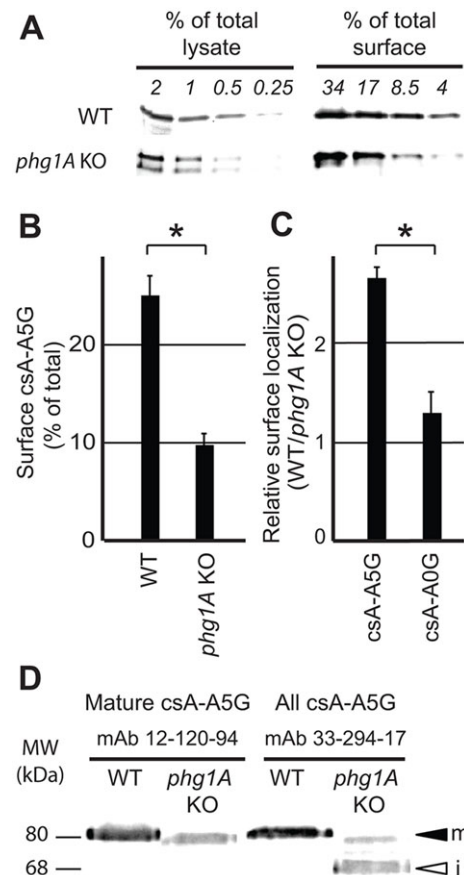 A
% of total lysate
% of total surface
2 1 0.5 0.25
34 17 8.5 4
WT
phg1A KO
B
*
Surface csA-A5G
(% of total)
20
10
0
WT
phg1A KO
C
*
Relative surface localization
(WT/phg1A KO)
2
1
0
csA-A5G
csA-A0G
D
Mature csA-A5G
All csA-A5G
MW
(kDa)
mAb 12-120-94
mAb 33-294-17
WT
phg1A
KO
WT
phg1A
KO
80
68
m
i